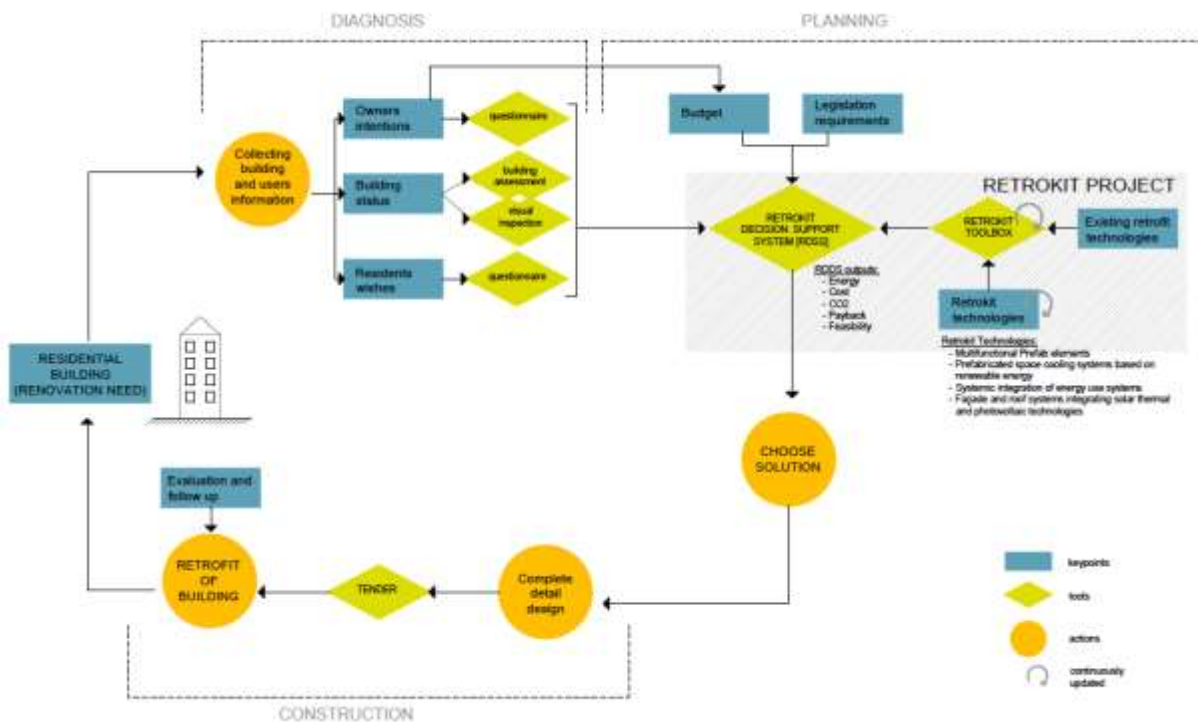 DIAGNOSIS
PLANNING
Collecting
building
and users
information
Owners
intentions
questionnaire
Building
status
building
assessment
visual
inspection
Residents
wishes
questionnaire
Budget
Legislation
requirements
RETROKIT PROJECT
RETROKIT
DECISION SUPPORT
SYSTEM [RDSS]
RETROKIT
TOOLBOX
Existing retrofit
technologies
RDDS outputs:
- Energy
- Cost
- CO2
- Payback
- Feasibility
Retrokit
technologies
Retrokit Technologies:
- Multifunctional Prefab elements
- Prefabricated space cooling systems based on
renewable energy
- Systemic integration of energy use systems
- Façade and roof systems integrating solar thermal
and photovoltaic technologies
RESIDENTIAL
BUILDING
(RENOVATION NEED)
CHOOSE
SOLUTION
Evaluation and
follow up
RETROFIT
OF
BUILDING
TENDER
Complete
detail
design
keypoints
tools
actions
continuously
updated
CONSTRUCTION